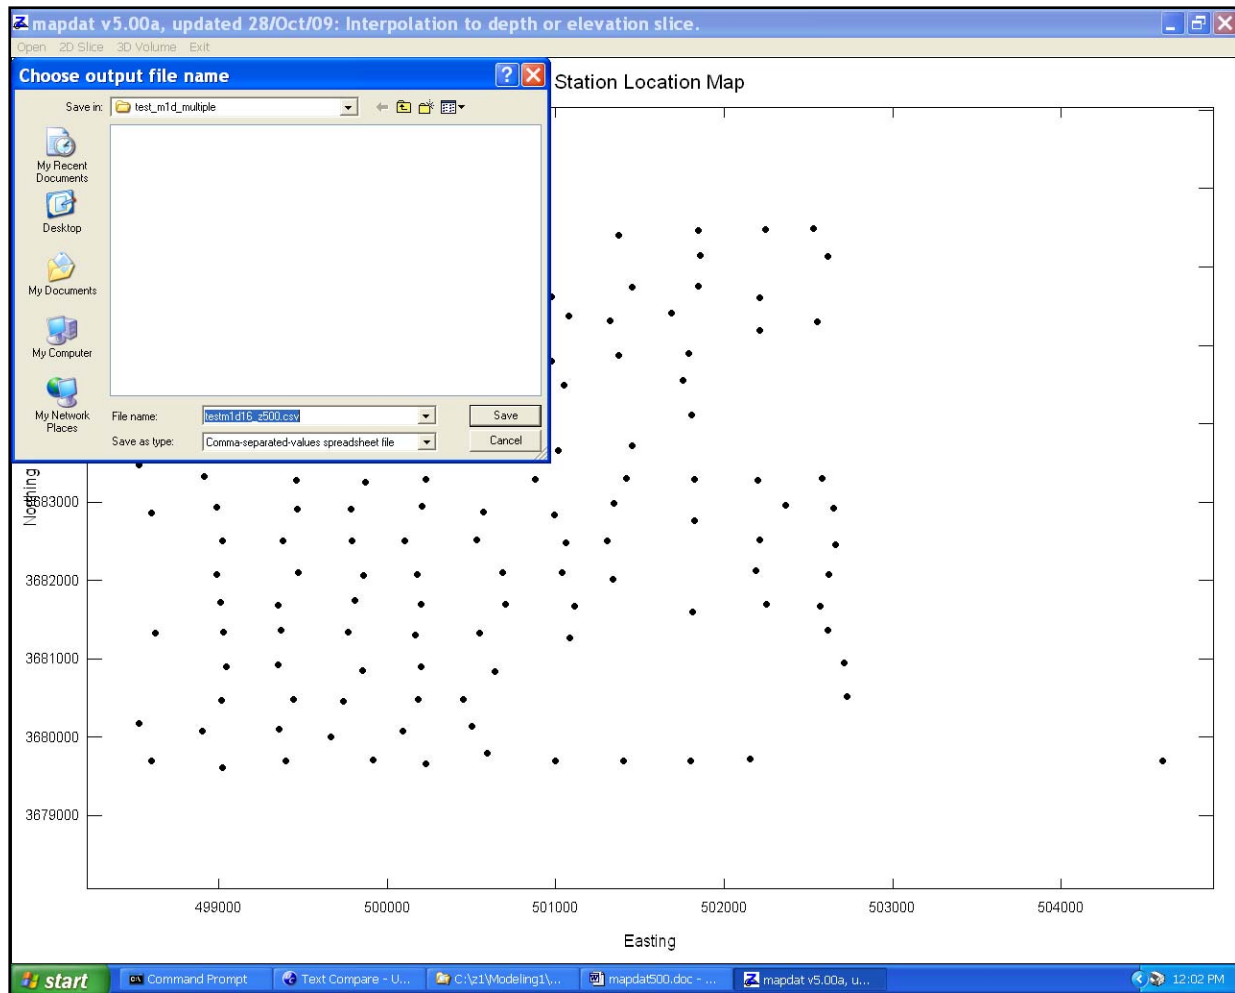 mapdat v5.00a, updated 28/Oct/09: Interpolation to depth or elevation slice.
Open 2D Slice 3D Volume Exit
Choose output file name
Station Location Map
Save in: test_m1d_multiple
My Recent
Documents
Desktop
My Documents
My Computer
My Network
Places
File name: testm1d16_z500.csv Save
Save as type: Comma-separated-values spreadsheet file Cancel
Northing
3683000
3682000
3681000
3680000
3679000
499000 500000 501000 502000 503000 504000
Easting
start Command Prompt Text Compare - U... C:\z1\Modeling1\... mapdat500.doc - ... mapdat v5.00a, u... 12:02 PM